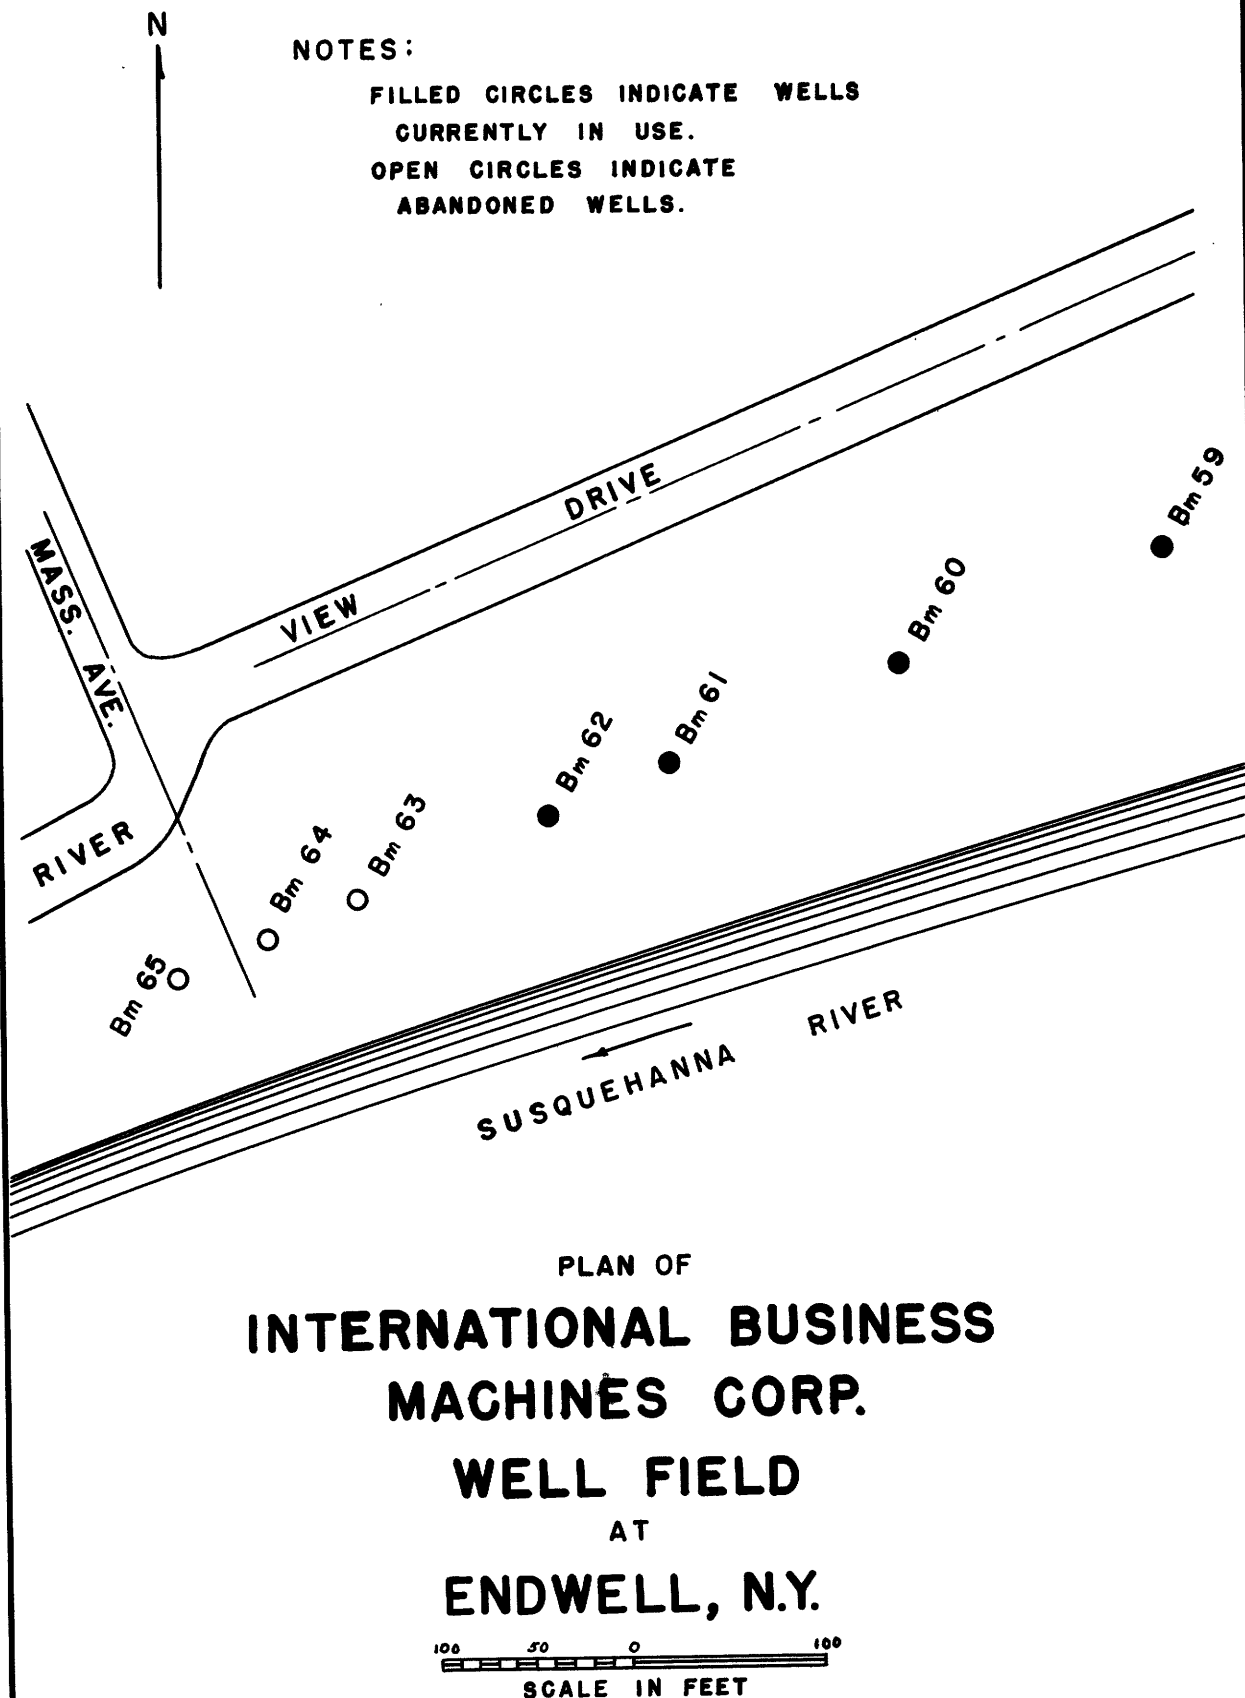 N
NOTES:
FILLED CIRCLES INDICATE WELLS
CURRENTLY IN USE.
OPEN CIRCLES INDICATE
ABANDONED WELLS.
MASS. AVE.
RIVER VIEW DRIVE
Bm 59
Bm 60
Bm 61
Bm 62
Bm 63
Bm 64
Bm 65
SUSQUEHANNA RIVER
PLAN OF
INTERNATIONAL BUSINESS
MACHINES CORP.
WELL FIELD
AT
ENDWELL, N.Y.
100 50 0 100
SCALE IN FEET